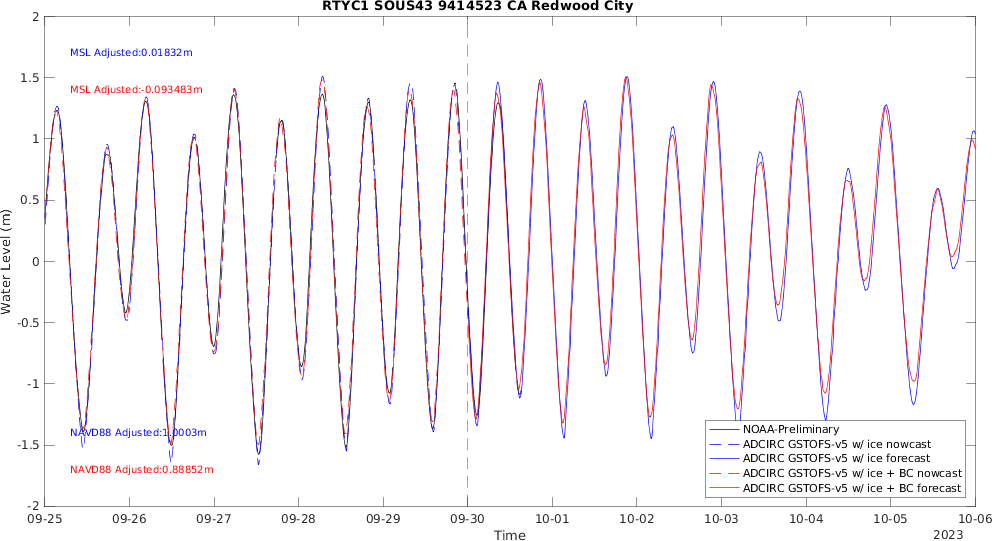 RTYC1 SOUS43 9414523 CA Redwood City
2
1.5
1
0.5
0
-0.5
-1
-1.5
-2
Water Level (m)
MSL Adjusted:0.01832m
MSL Adjusted:-0.093483m
NAVD88 Adjusted:1.0003m
NAVD88 Adjusted:0.88852m
NOAA-Preliminary
ADCIRC GSTOFS-v5 w/ ice nowcast
ADCIRC GSTOFS-v5 w/ ice forecast
ADCIRC GSTOFS-v5 w/ ice + BC nowcast
ADCIRC GSTOFS-v5 w/ ice + BC forecast
09-25 09-26 09-27 09-28 09-29 09-30 10-01 10-02 10-03 10-04 10-05 10-06
Time
2023